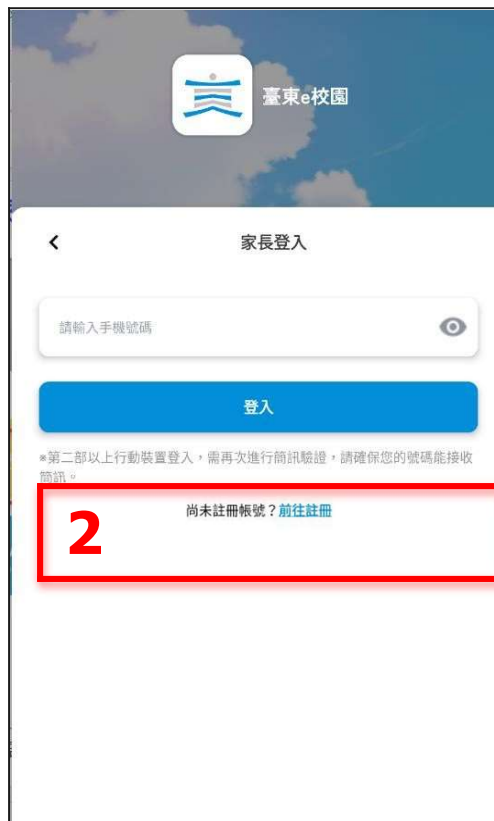 臺東e校園
家長登入
請輸入手機號碼
登入
※第二部以上行動裝置登入，需再次進行簡訊驗證，請確保您的號碼能接收
簡訊。
尚未註冊帳號？前往註冊
2